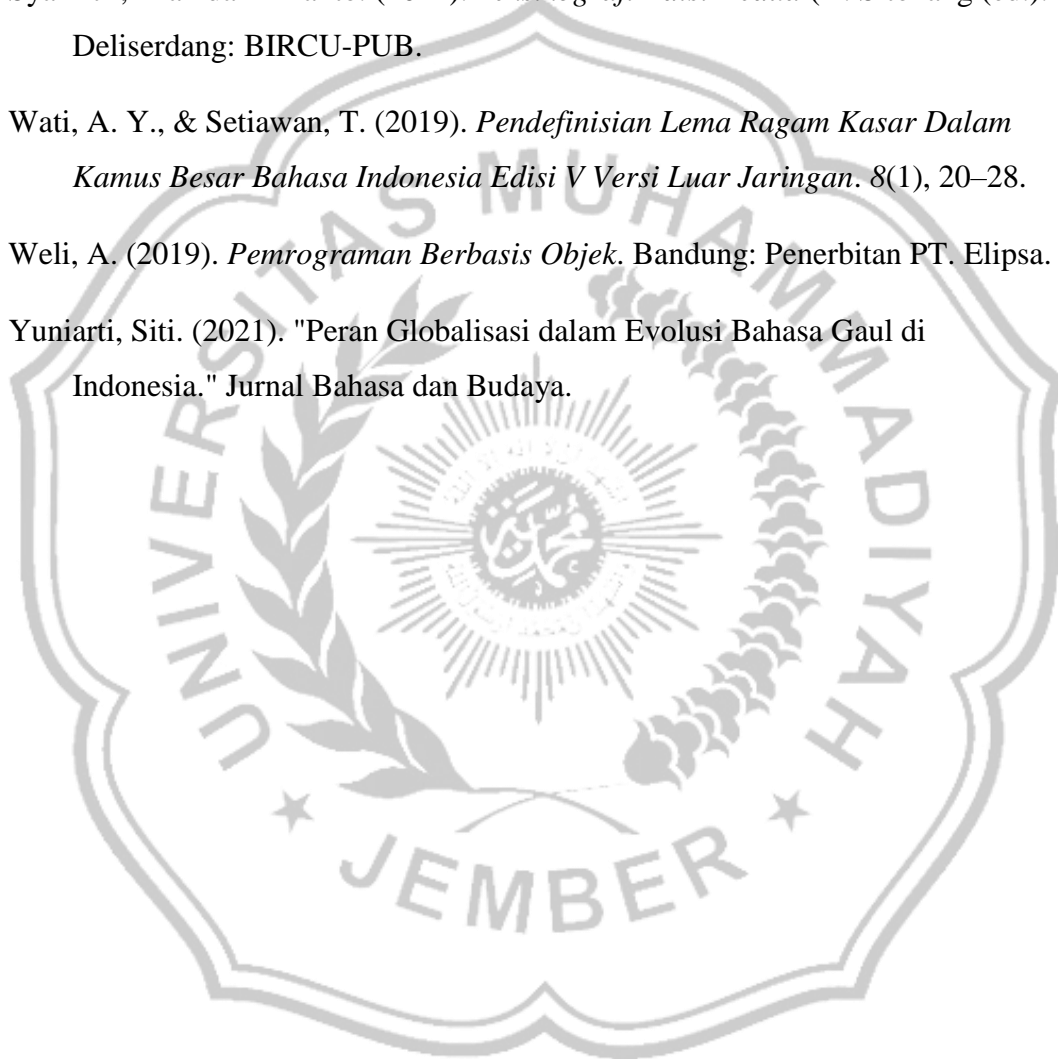 Deliserdang: BIRCU-PUB.
Wati, A. Y., & Setiawan, T. (2019). Pendefinisian Lema Ragam Kasar Dalam
Kamus Besar Bahasa Indonesia Edisi V Versi Luar Jaringan. 8(1), 20–28.
Weli, A. (2019). Pemrograman Berbasis Objek. Bandung: Penerbitan PT. Elipsa.
Yuniarti, Siti. (2021). "Peran Globalisasi dalam Evolusi Bahasa Gaul di
Indonesia." Jurnal Bahasa dan Budaya.
UNIVERSITAS MUHAMMADIYAH
JEMBER